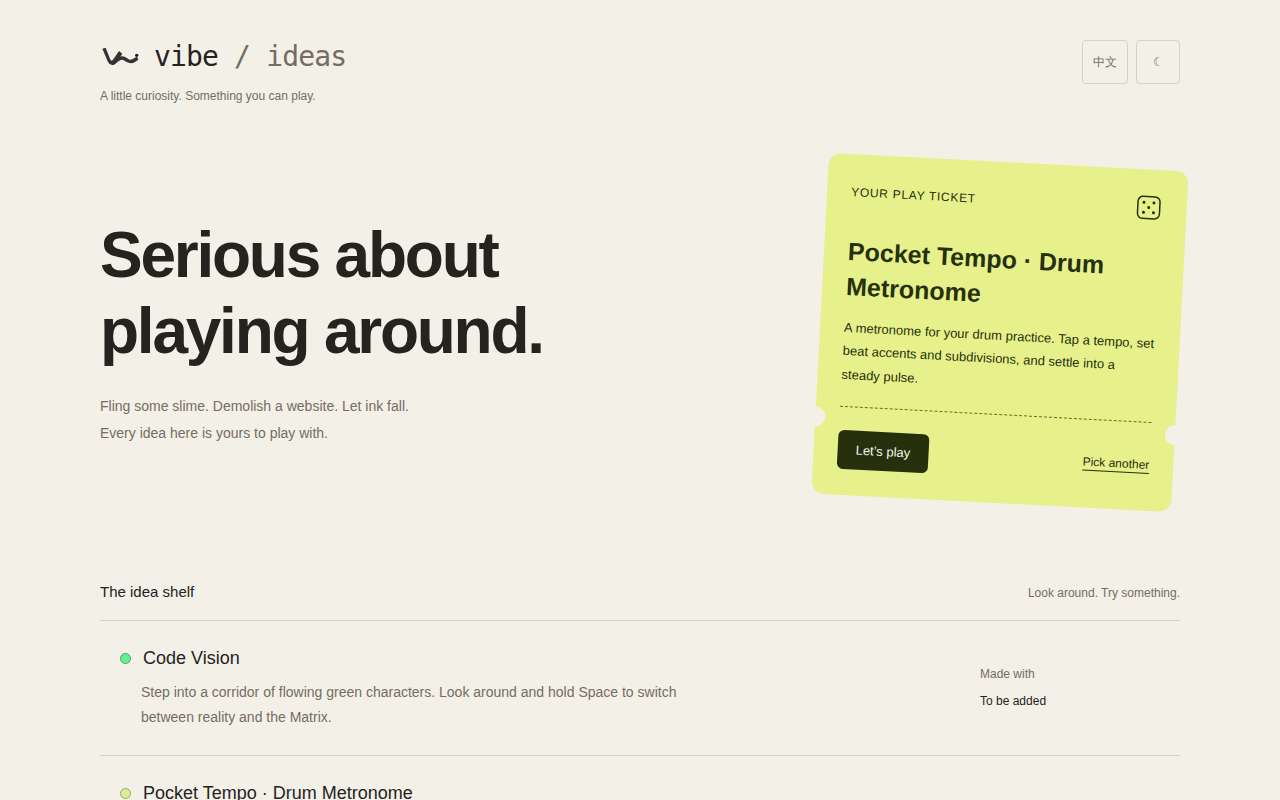 vibe / ideas
中文
A little curiosity. Something you can play.
YOUR PLAY TICKET
Pocket Tempo · Drum
Metronome
A metronome for your drum practice. Tap a tempo, set
beat accents and subdivisions, and settle into a
steady pulse.
Let's play
Pick another
Serious about
playing around.
Fling some slime. Demolish a website. Let ink fall.
Every idea here is yours to play with.
The idea shelf
Look around. Try something.
Code Vision
Step into a corridor of flowing green characters. Look around and hold Space to switch
between reality and the Matrix.
Made with
To be added
Pocket Tempo · Drum Metronome